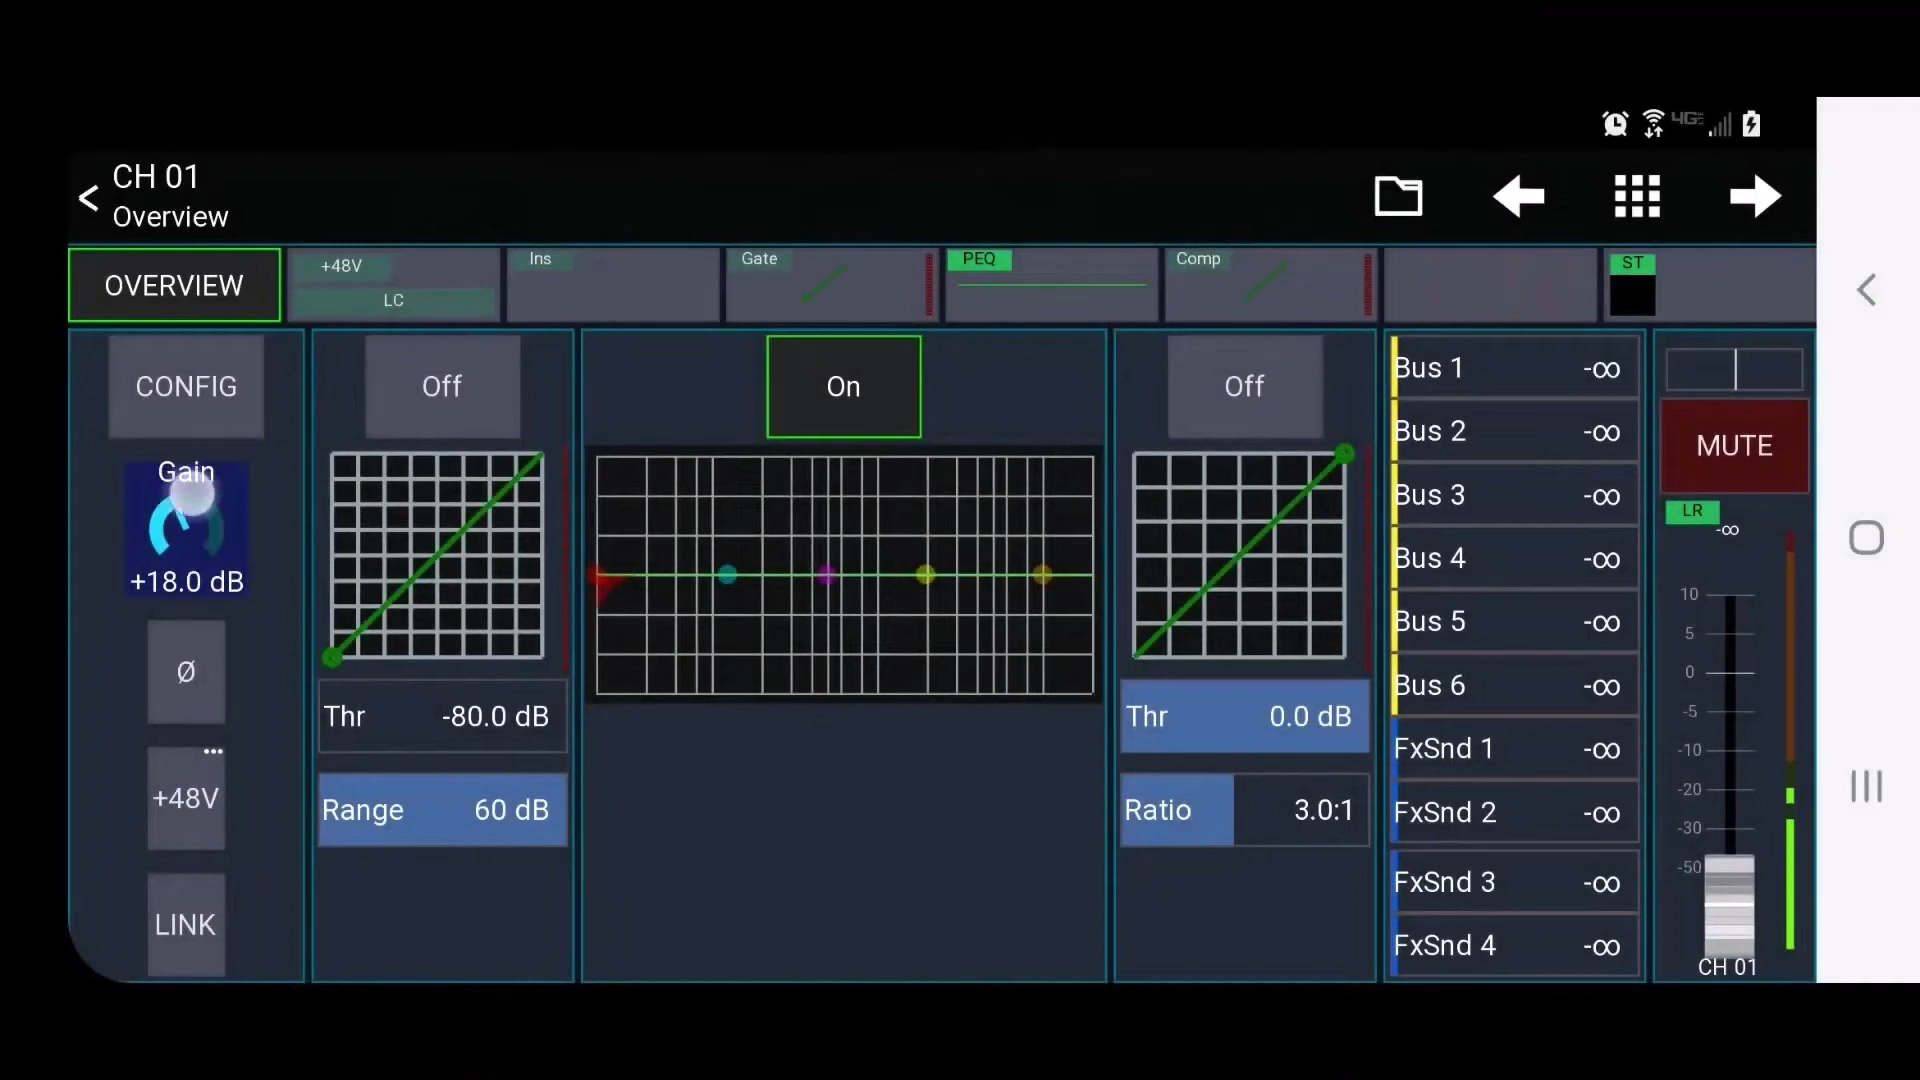 4G
CH 01
Overview
OVERVIEW
+48V
LC
Ins
Gate
PEQ
Comp
ST
CONFIG
Gain
+18.0 dB
Ø
+48V
LINK
Off
Thr -80.0 dB
Range 60 dB
On
Off
Thr 0.0 dB
Ratio 3.0:1
Bus 1 -∞
Bus 2 -∞
Bus 3 -∞
Bus 4 -∞
Bus 5 -∞
Bus 6 -∞
FxSnd 1 -∞
FxSnd 2 -∞
FxSnd 3 -∞
FxSnd 4 -∞
MUTE
LR
-∞
10
5
0
-5
-10
-20
-30
-50
CH 01